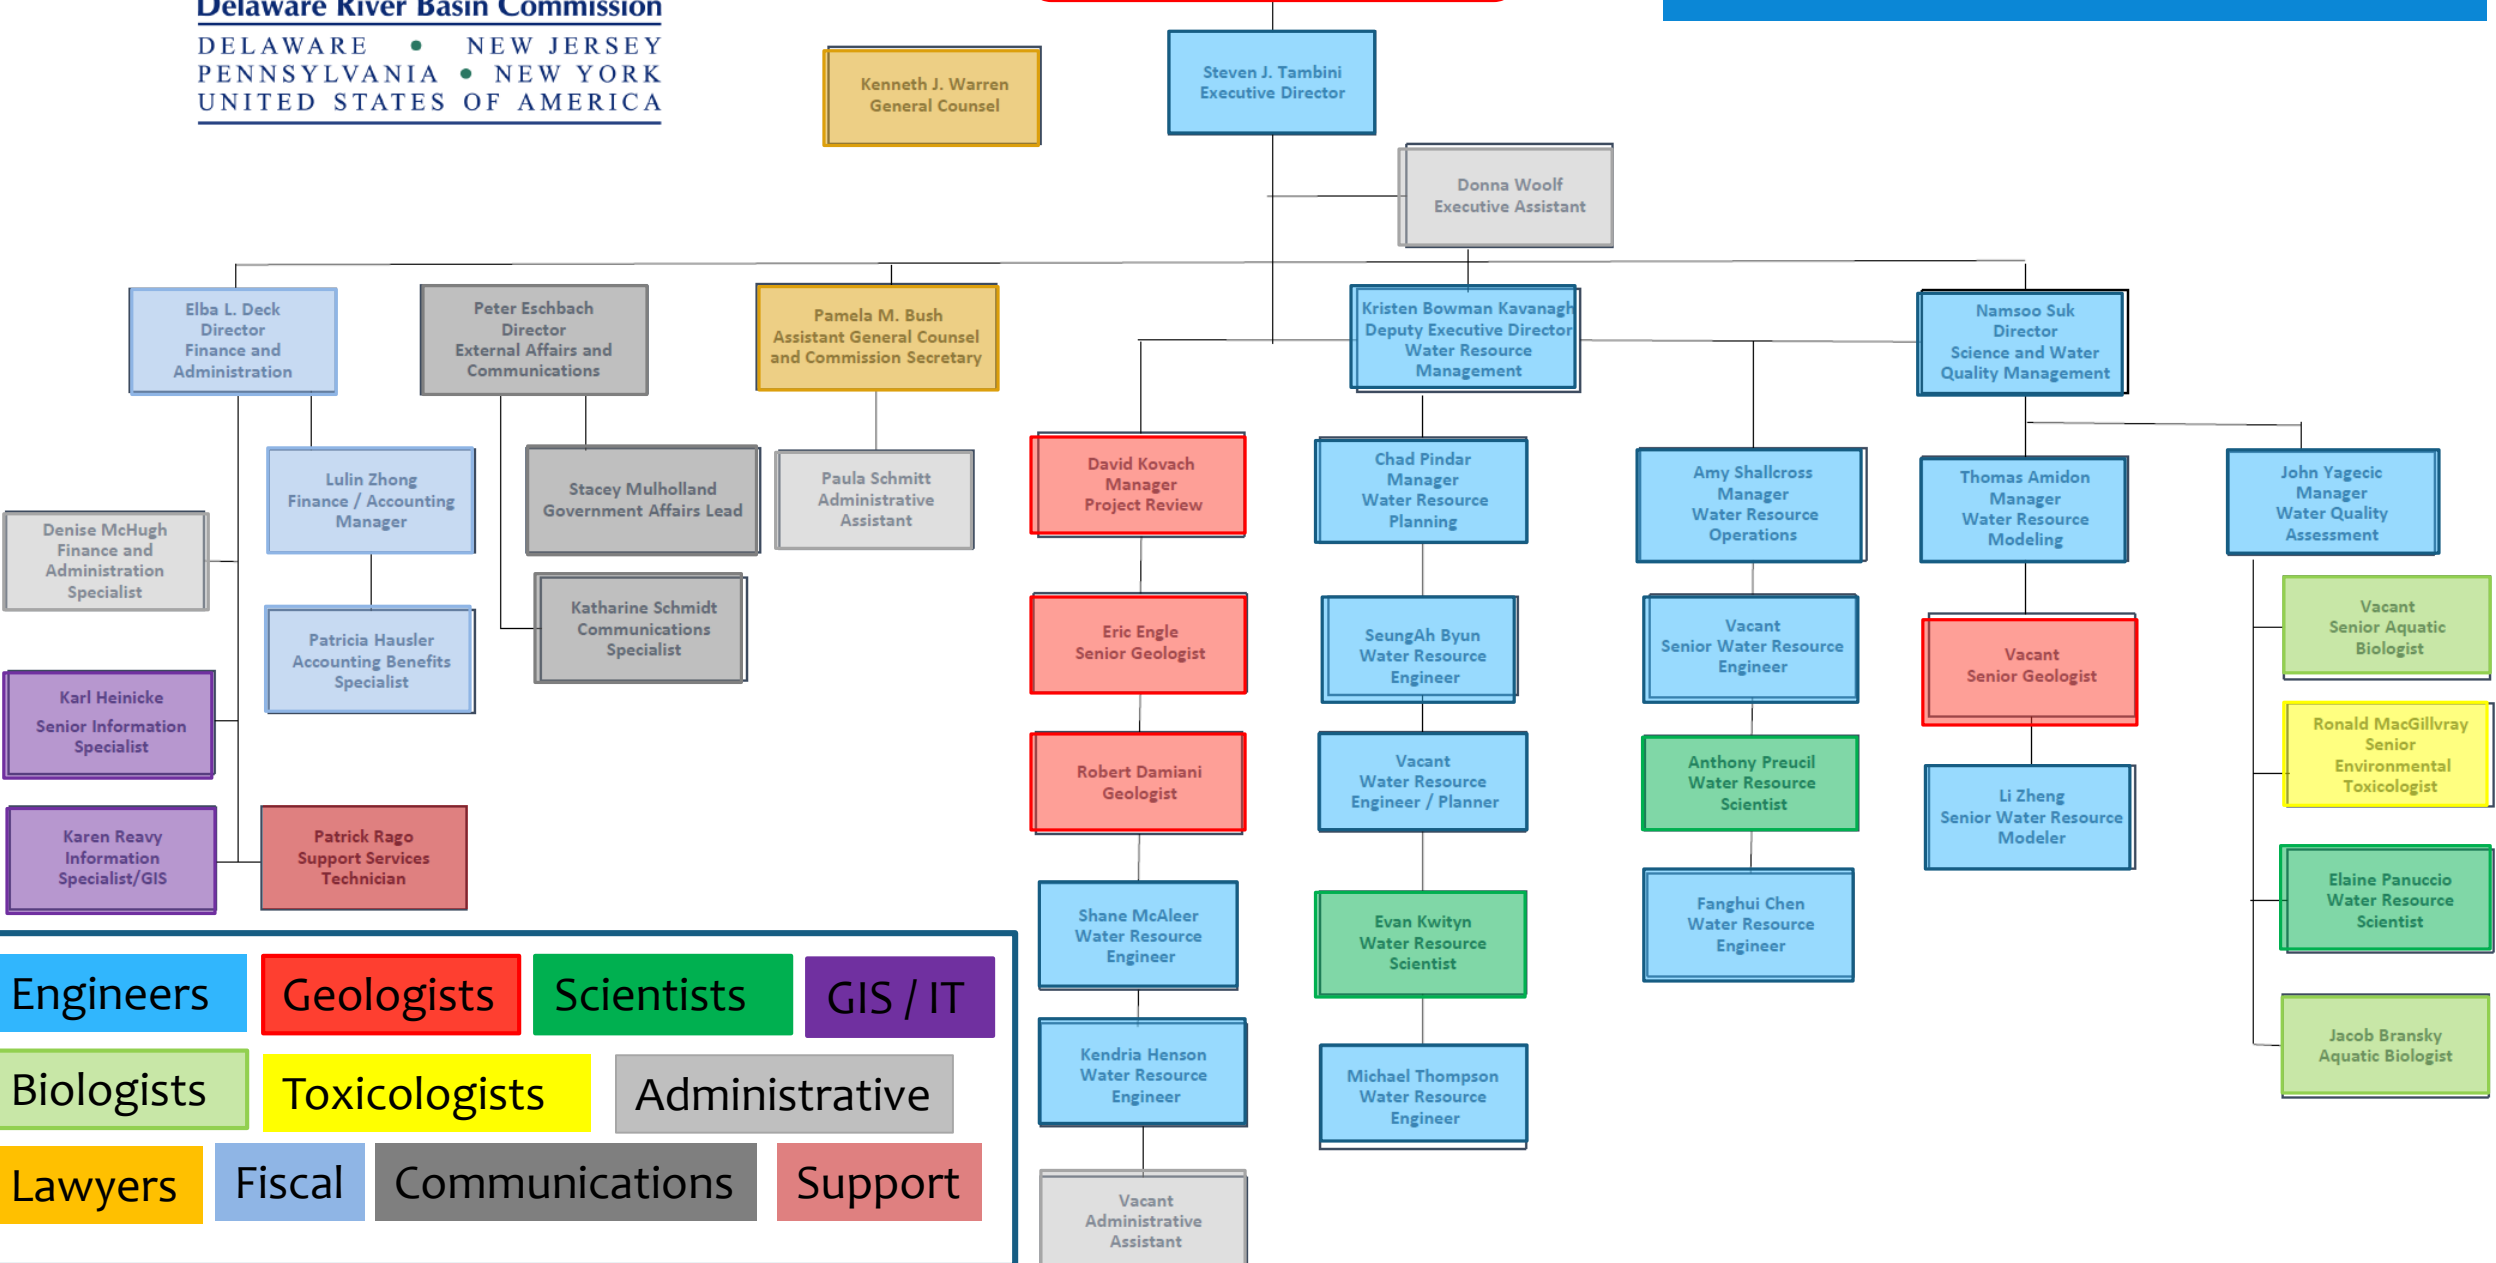 Delaware River Basin Commission
DELAWARE • NEW JERSEY
PENNSYLVANIA • NEW YORK
UNITED STATES OF AMERICA
Kenneth J. Warren
General Counsel
Steven J. Tambini
Executive Director
Donna Woolf
Executive Assistant
Elba L. Deck
Director
Finance and
Administration
Peter Eschbach
Director
External Affairs and
Communications
Pamela M. Bush
Assistant General Counsel
and Commission Secretary
Kristen Bowman Kavanagh
Deputy Executive Director
Water Resource
Management
Namsoo Suk
Director
Science and Water
Quality Management
Denise McHugh
Finance and
Administration
Specialist
Lulin Zhong
Finance / Accounting
Manager
Patricia Hausler
Accounting Benefits
Specialist
Karl Heinicke
Senior Information
Specialist
Karen Reavy
Information
Specialist/GIS
Patrick Rago
Support Services
Technician
Stacey Mulholland
Government Affairs Lead
Katharine Schmidt
Communications
Specialist
Paula Schmitt
Administrative
Assistant
David Kovach
Manager
Project Review
Eric Engle
Senior Geologist
Robert Damiani
Geologist
Shane McAleer
Water Resource
Engineer
Kendria Henson
Water Resource
Engineer
Vacant
Administrative
Assistant
Chad Pindar
Manager
Water Resource
Planning
SeungAh Byun
Water Resource
Engineer
Vacant
Water Resource
Engineer / Planner
Evan Kwityn
Water Resource
Scientist
Michael Thompson
Water Resource
Engineer
Amy Shallcross
Manager
Water Resource
Operations
Vacant
Senior Water Resource
Engineer
Anthony Preucil
Water Resource
Scientist
Fanghui Chen
Water Resource
Engineer
Thomas Amidon
Manager
Water Resource
Modeling
Vacant
Senior Geologist
Li Zheng
Senior Water Resource
Modeler
John Yagecic
Manager
Water Quality
Assessment
Vacant
Senior Aquatic
Biologist
Ronald MacGillvray
Senior
Environmental
Toxicologist
Elaine Panuccio
Water Resource
Scientist
Jacob Bransky
Aquatic Biologist
Engineers
Geologists
Scientists
GIS / IT
Biologists
Toxicologists
Administrative
Lawyers
Fiscal
Communications
Support